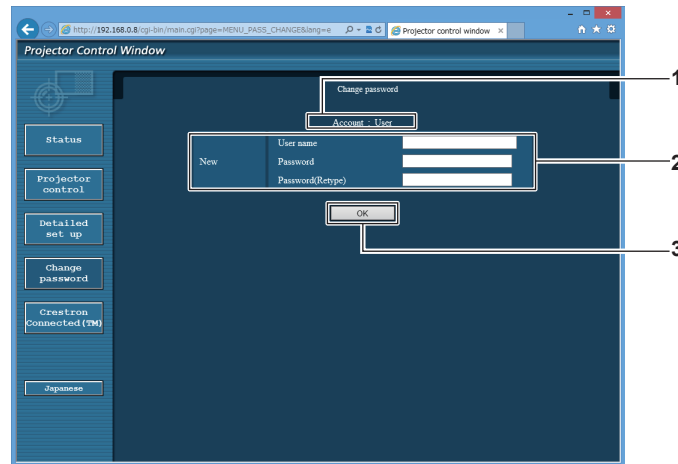 http://192.168.0.8/cgi-bin/main.cgi?page=MENU_PASS_CHANGE&lang=e
Projector control window
Projector Control Window
Change password
1
Account : User
Status
User name
New
Password
2
Password(Retype)
Projector
control
OK
Detailed
set up
3
Change
password
Crestron
Connected(TM)
Japanese